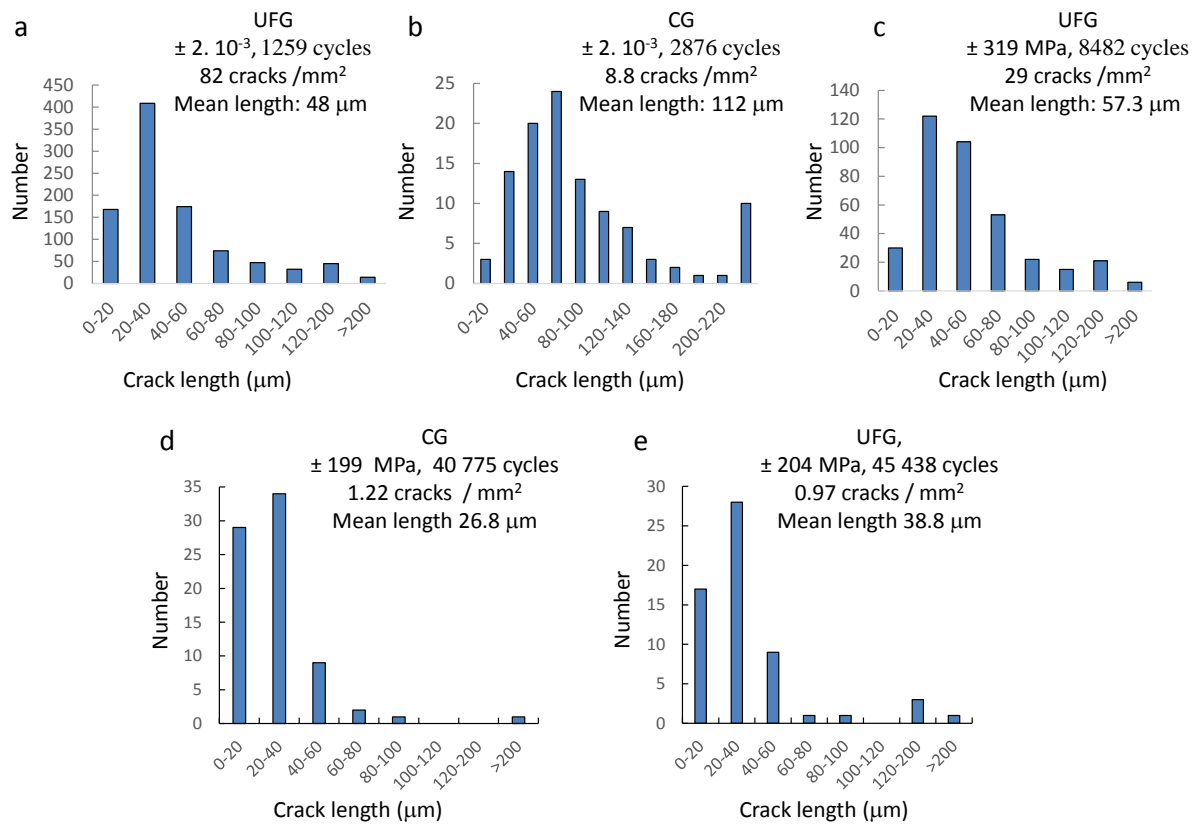 a
UFG
± 2. 10⁻³, 1259 cycles
82 cracks /mm²
Mean length: 48 µm
Number
450
400
350
300
250
200
150
100
50
0
0-20
20-40
40-60
60-80
80-100
100-120
120-200
>200
Crack length (µm)
b
CG
± 2. 10⁻³, 2876 cycles
8.8 cracks /mm²
Mean length: 112 µm
Number
25
20
15
10
5
0
0-20
40-60
80-100
120-140
160-180
200-220
Crack length (µm)
c
UFG
± 319 MPa, 8482 cycles
29 cracks /mm²
Mean length: 57.3 µm
Number
140
120
100
80
60
40
20
0
0-20
20-40
40-60
60-80
80-100
100-120
120-200
>200
Crack length (µm)
d
CG
± 199 MPa, 40 775 cycles
1.22 cracks / mm²
Mean length 26.8 µm
Number
35
30
25
20
15
10
5
0
0-20
20-40
40-60
60-80
80-100
100-120
120-200
>200
Crack length (µm)
e
UFG,
± 204 MPa, 45 438 cycles
0.97 cracks / mm²
Mean length 38.8 µm
Number
30
25
20
15
10
5
0
0-20
20-40
40-60
60-80
80-100
100-120
120-200
>200
Crack length (µm)